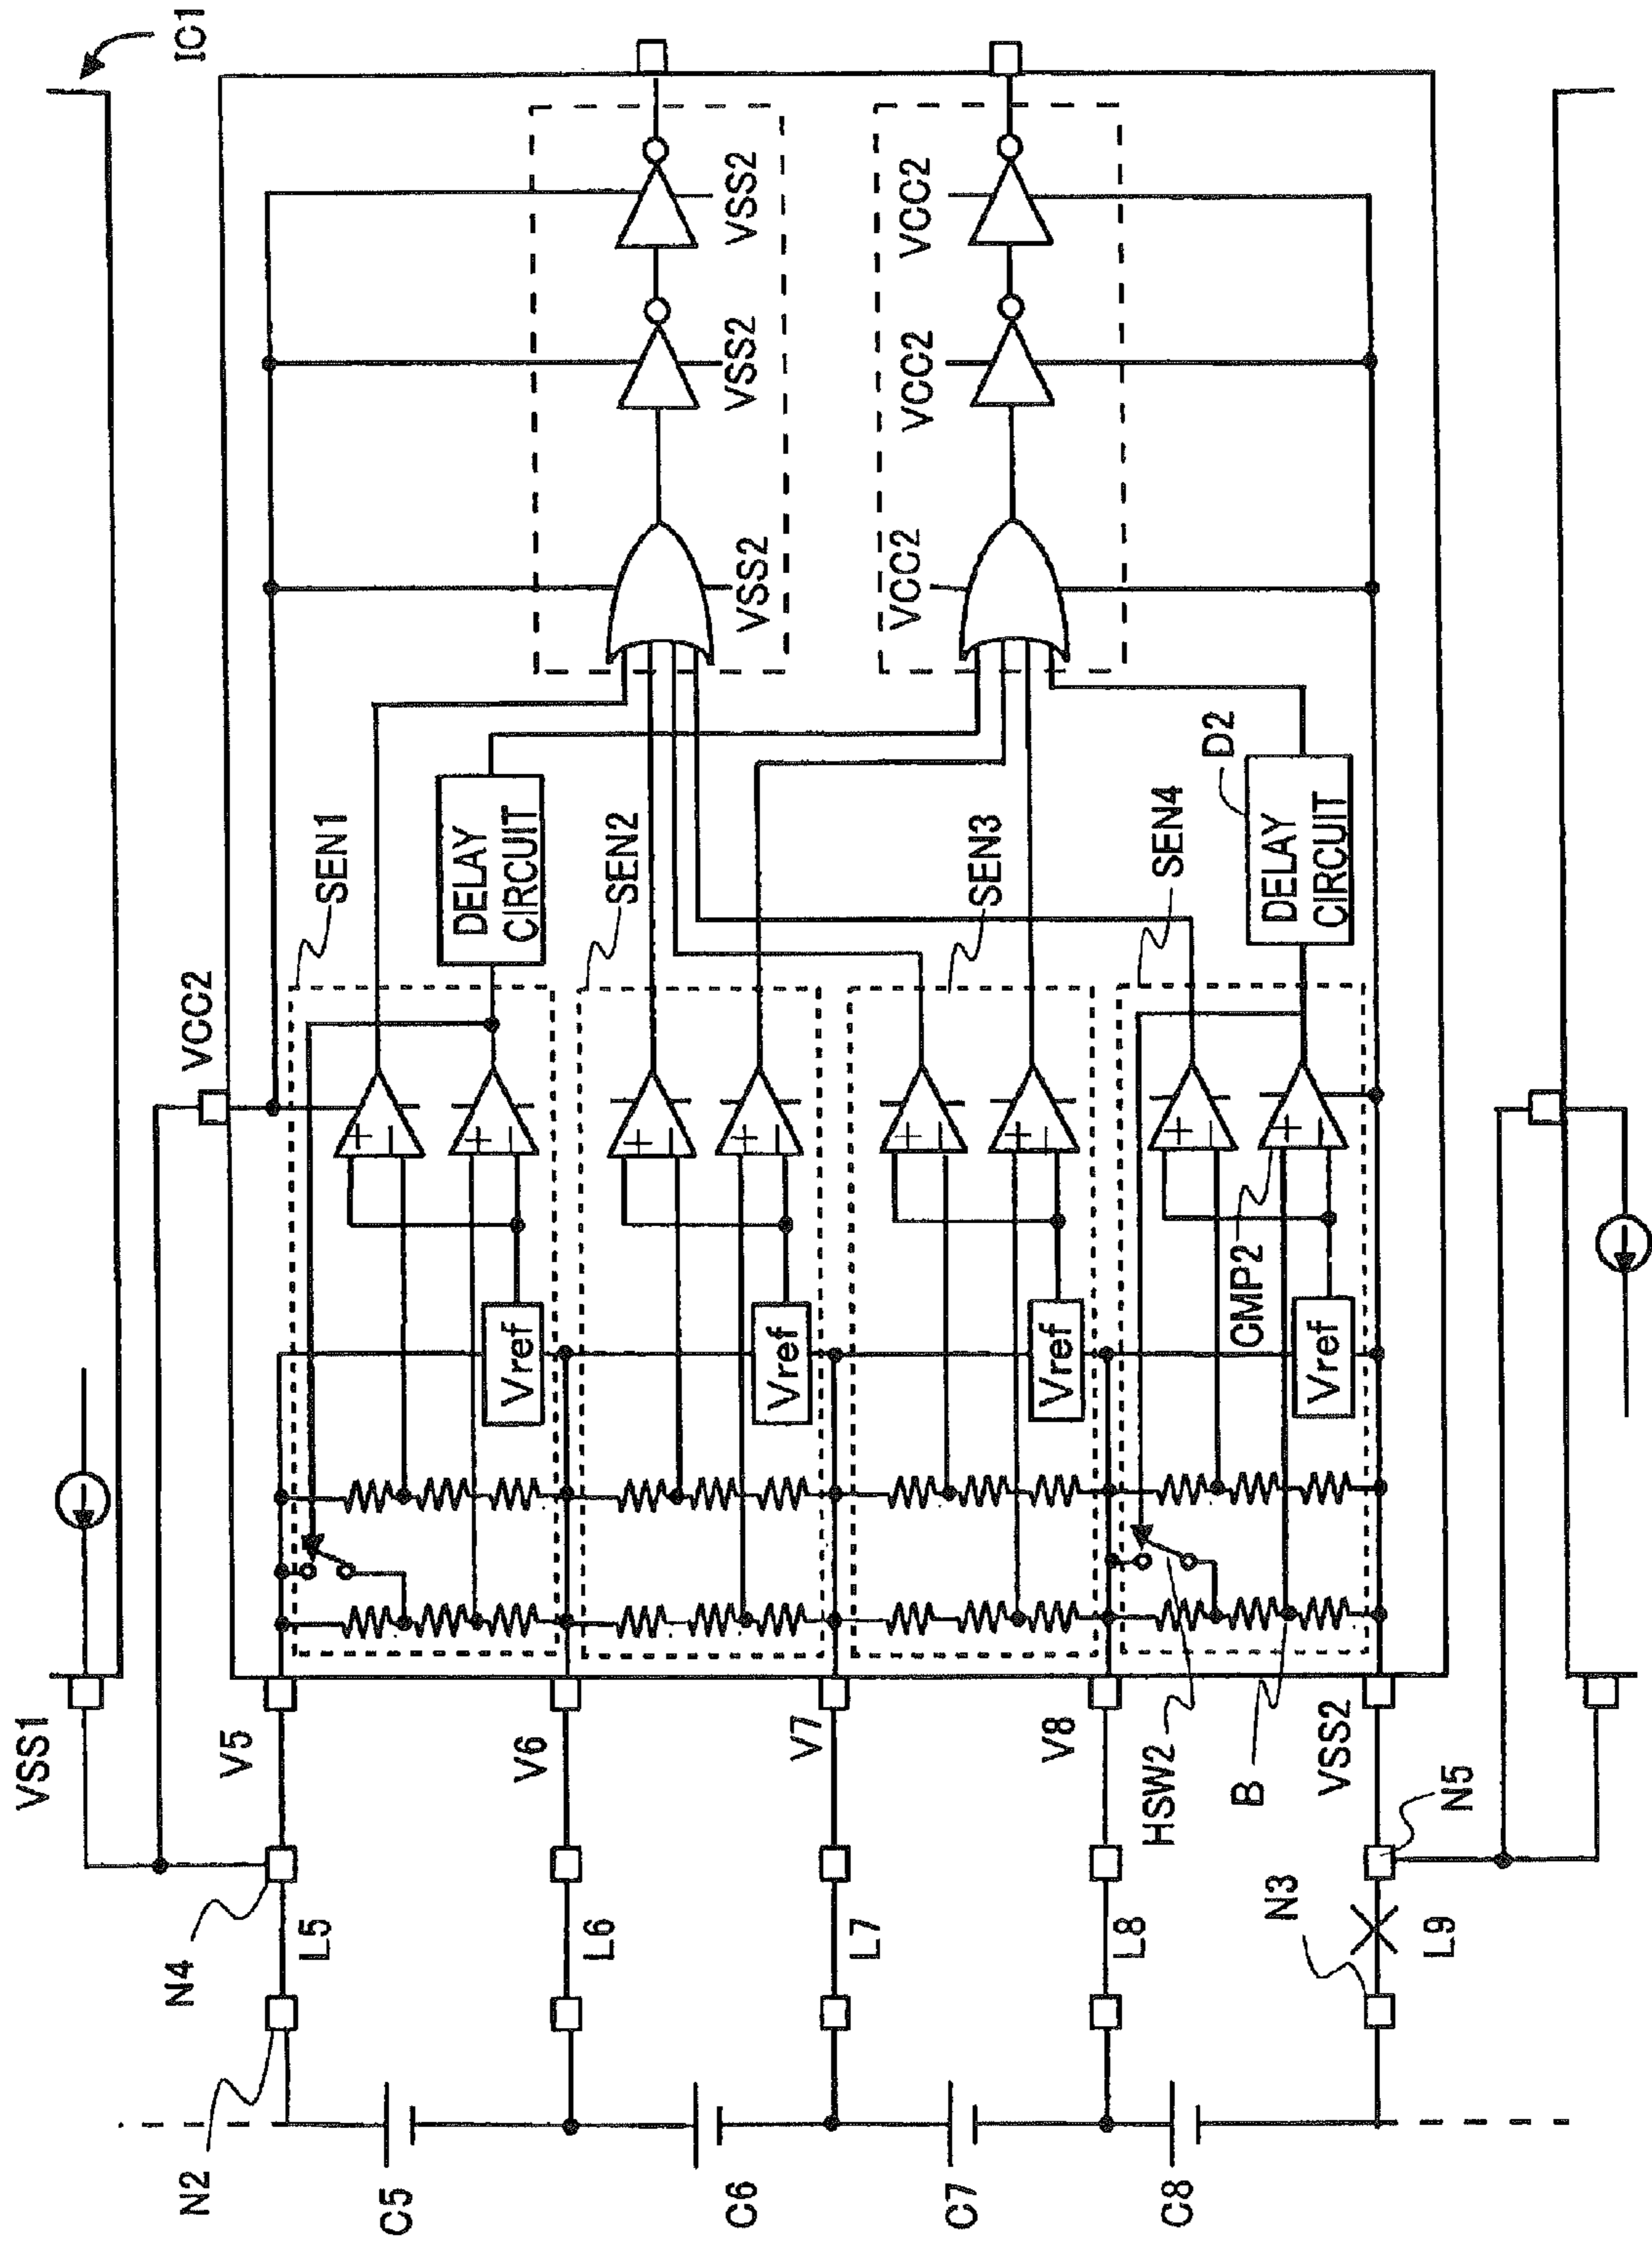 IC1
VSS1
VCC2
VSS2
VSS2
VSS2
VCC2
VCC2
VCC2
SEN1
DELAY
CIRCUIT
SEN2
SEN3
SEN4
D2
DELAY
CIRCUIT
+
−
+
−
+
−
+
−
+
−
+
−
+
−
+
−
Vref
Vref
Vref
Vref
CMP2
HSW2
B
V5
V6
V7
V8
VSS2
N4
N5
L5
L6
L7
L8
L9
N3
N2
C5
C6
C7
C8